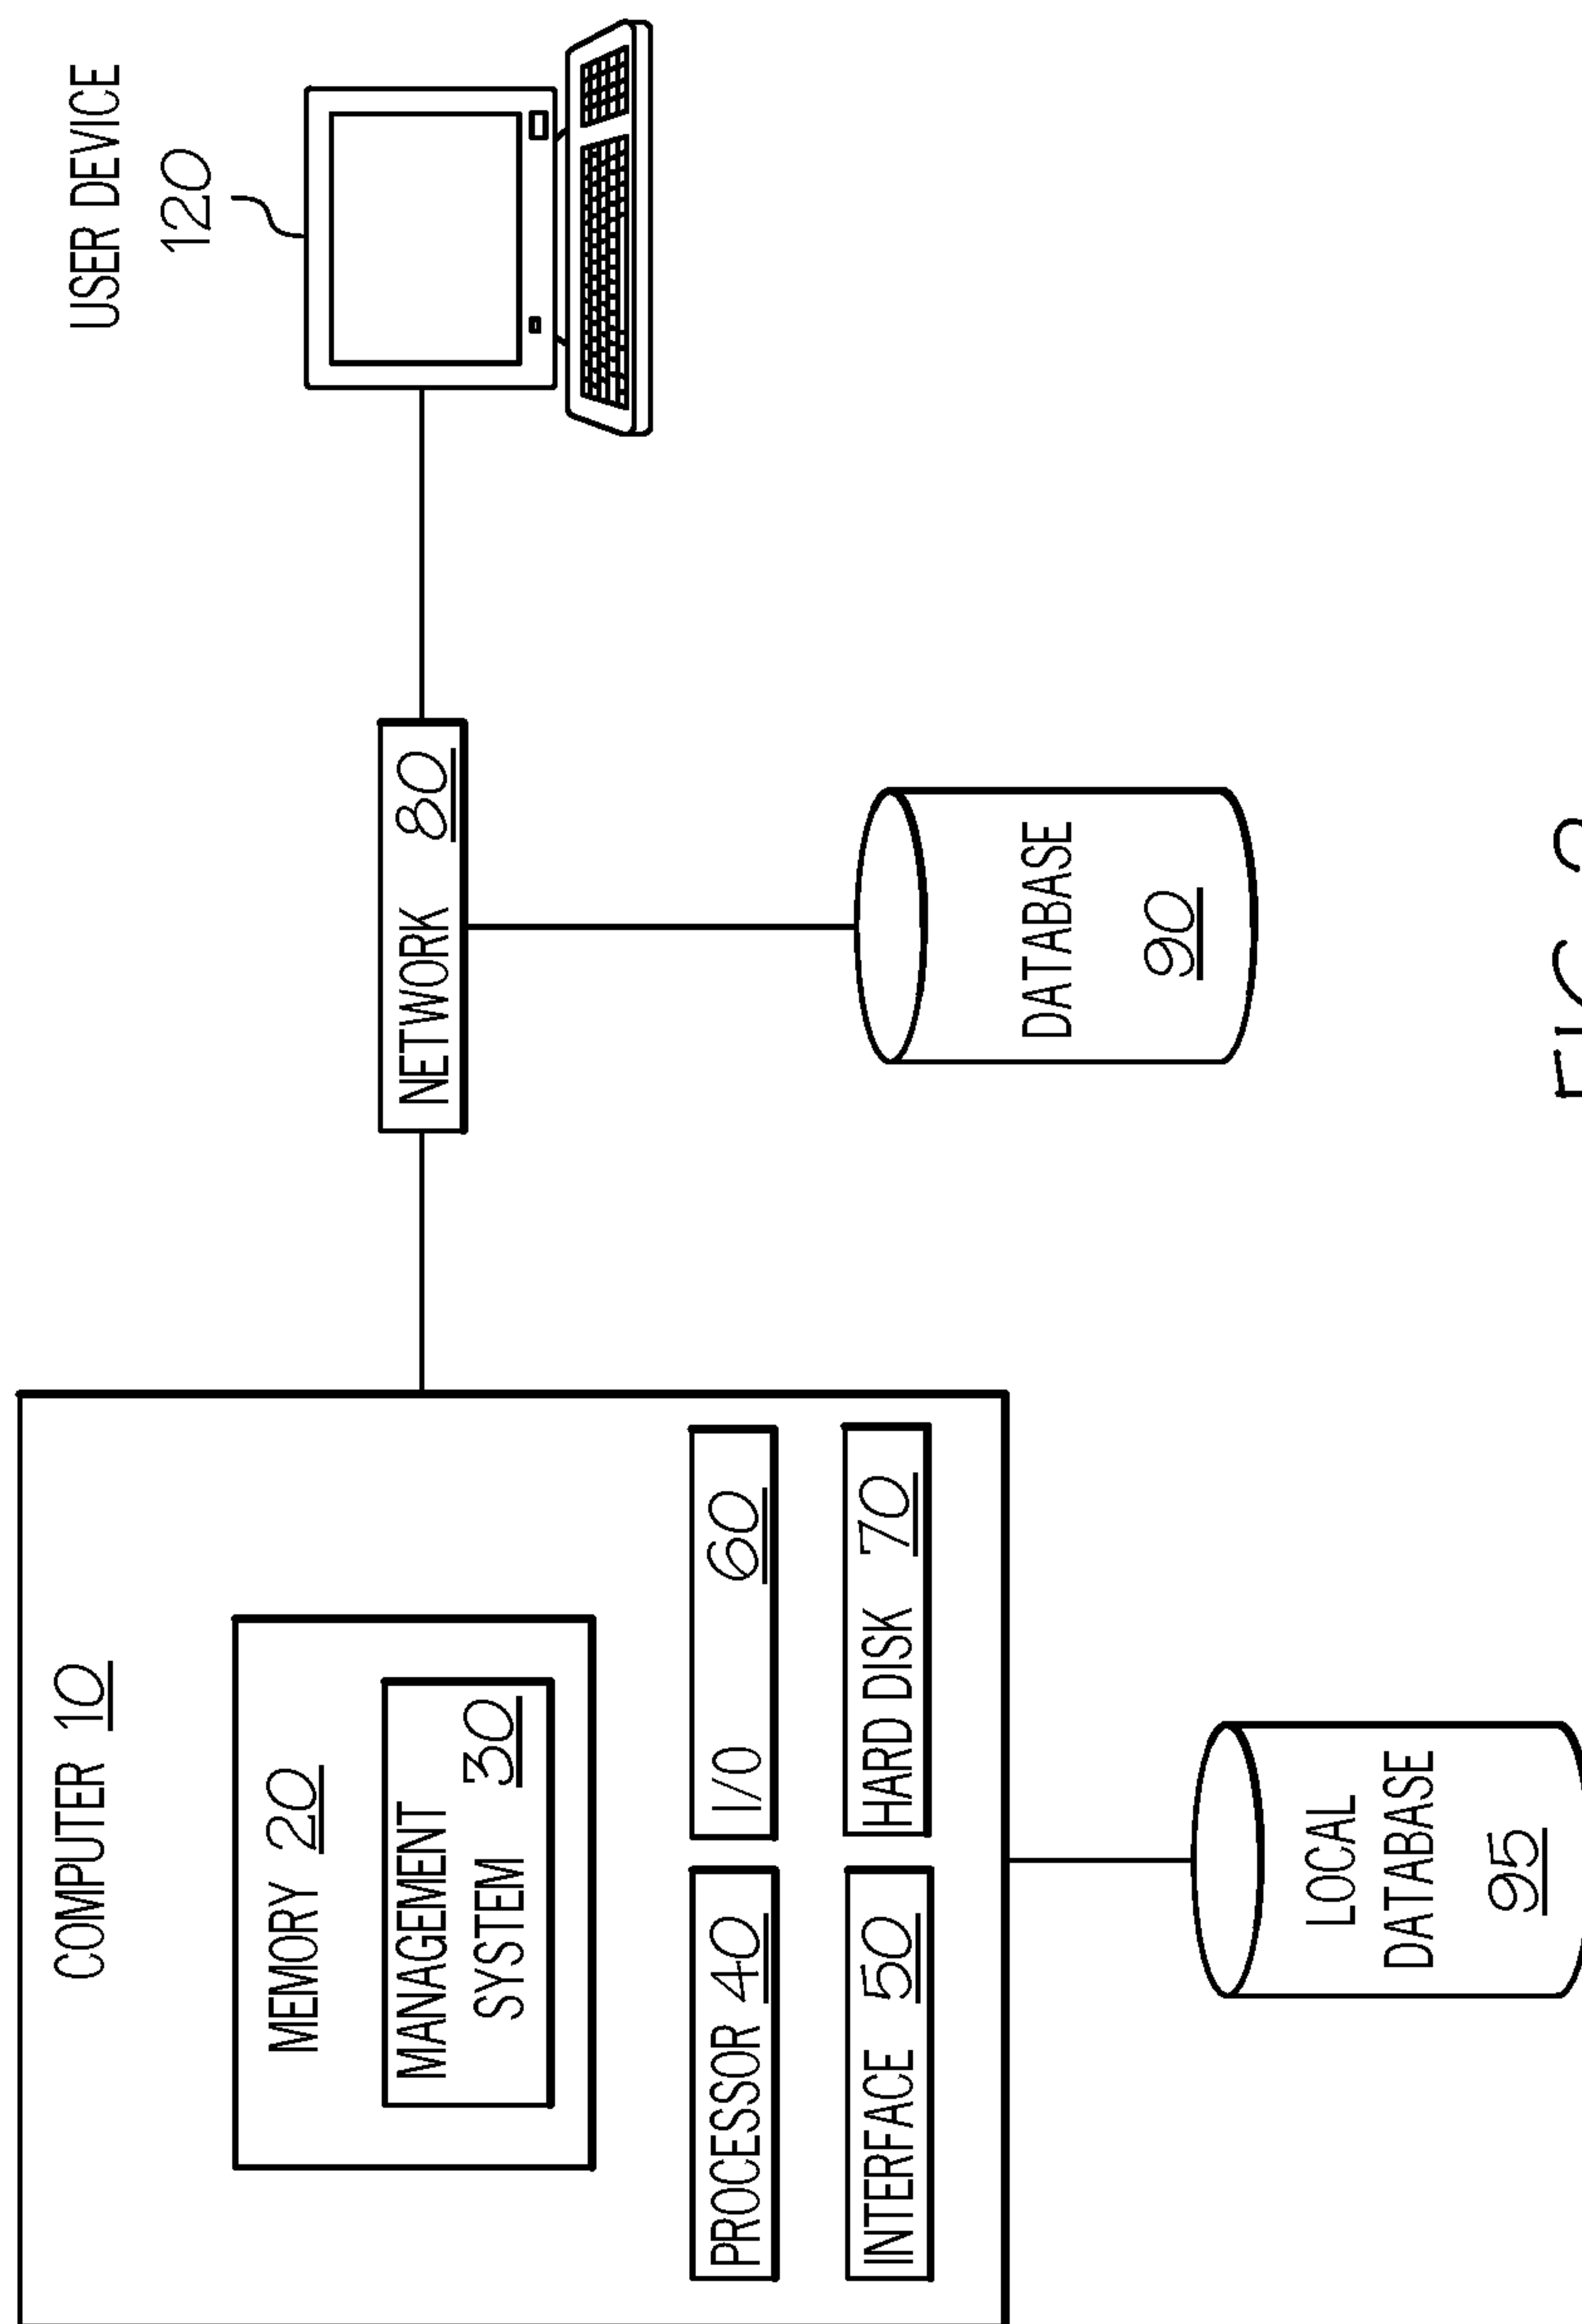 COMPUTER 10
MEMORY 20
MANAGEMENT
SYSTEM 30
PROCESSOR 40
I/O 60
INTERFACE 50
HARD DISK 70
LOCAL
DATABASE
95
NETWORK 80
DATABASE
90
USER DEVICE
120